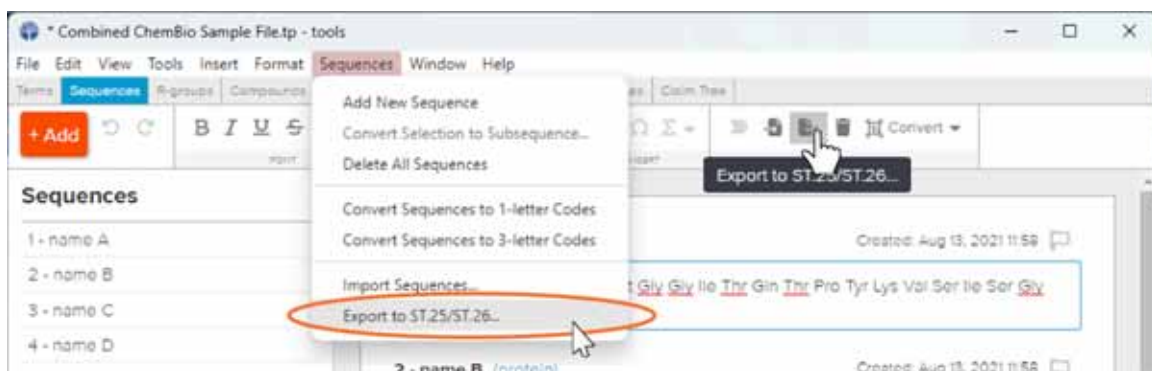 * Combined ChemBio Sample File.tp - tools
File Edit View Tools Insert Format Sequences Window Help
Terms Sequences R-groups Compounds Claim Tree
+ Add B I U S Ω Σ Convert
FONT
Export to ST.25/ST.26...
Add New Sequence
Convert Selection to Subsequence...
Delete All Sequences
Convert Sequences to 1-letter Codes
Convert Sequences to 3-letter Codes
Import Sequences...
Export to ST.25/ST.26...
Sequences
1 - name A
2 - name B
3 - name C
4 - name D
Created: Aug 13, 2021 11:58
Gly Gly Ile Thr Gln Thr Pro Tyr Lys Val Ser Ile Ser Gly
2 - name B (protein)
Created: Aug 13, 2021 11:58